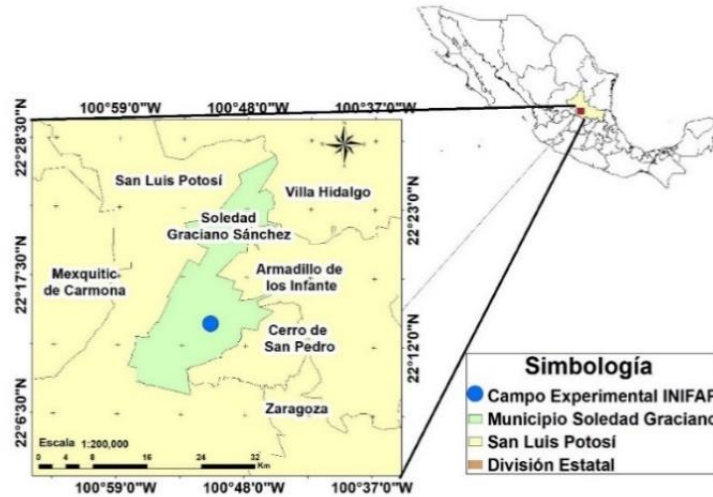 100°59'0"W 100°48'0"W 100°37'0"W
22°28'30"N
San Luis Potosí
Villa Hidalgo
22°23'0"N
Soledad
Graciano Sánchez
22°17'30"N
Mexquitic
de Carmona
Armadillo de
los Infante
Cerro de
San Pedro
22°12'0"N
22°6'30"N
Zaragoza
Escala 1:200,000
0 4 8 16 24 32
Km
100°59'0"W 100°48'0"W 100°37'0"W
Simbología
Campo Experimental INIFAP
Municipio Soledad Graciano
San Luis Potosí
División Estatal